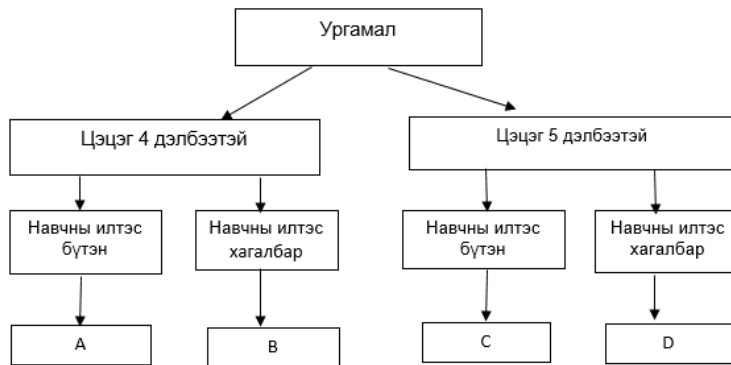 Ургамал
Цэцэг 4 дэлбээтэй
Цэцэг 5 дэлбээтэй
Навчны илтэс
бүтэн
Навчны илтэс
хагалбар
Навчны илтэс
бүтэн
Навчны илтэс
хагалбар
A
B
C
D